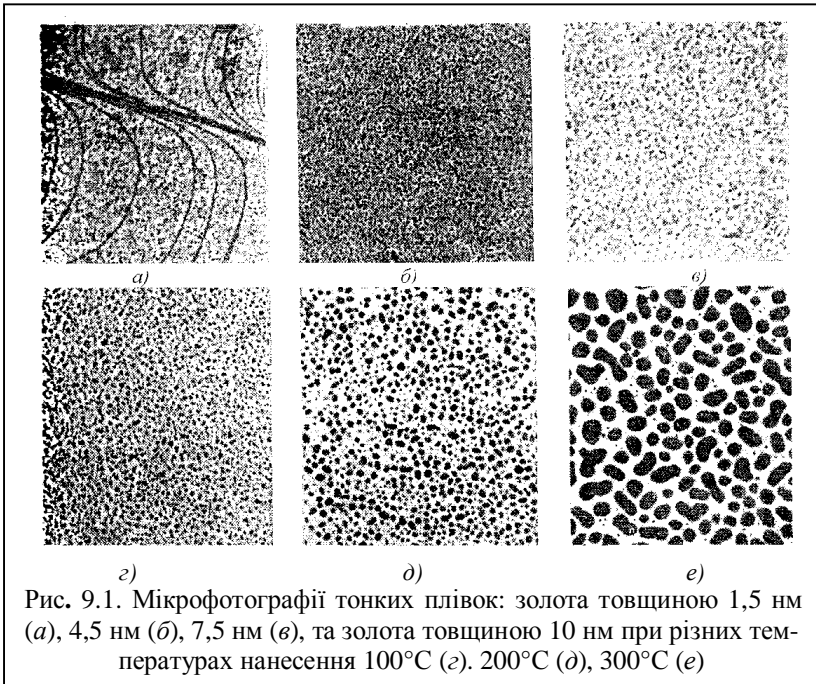 а)
б)
в)
г)
д)
е)
Рис. 9.1. Мікрофотографії тонких плівок: золота товщиною 1,5 нм
(а), 4,5 нм (б), 7,5 нм (в), та золота товщиною 10 нм при різних тем-
пературах нанесення 100°С (г). 200°С (д), 300°С (е)